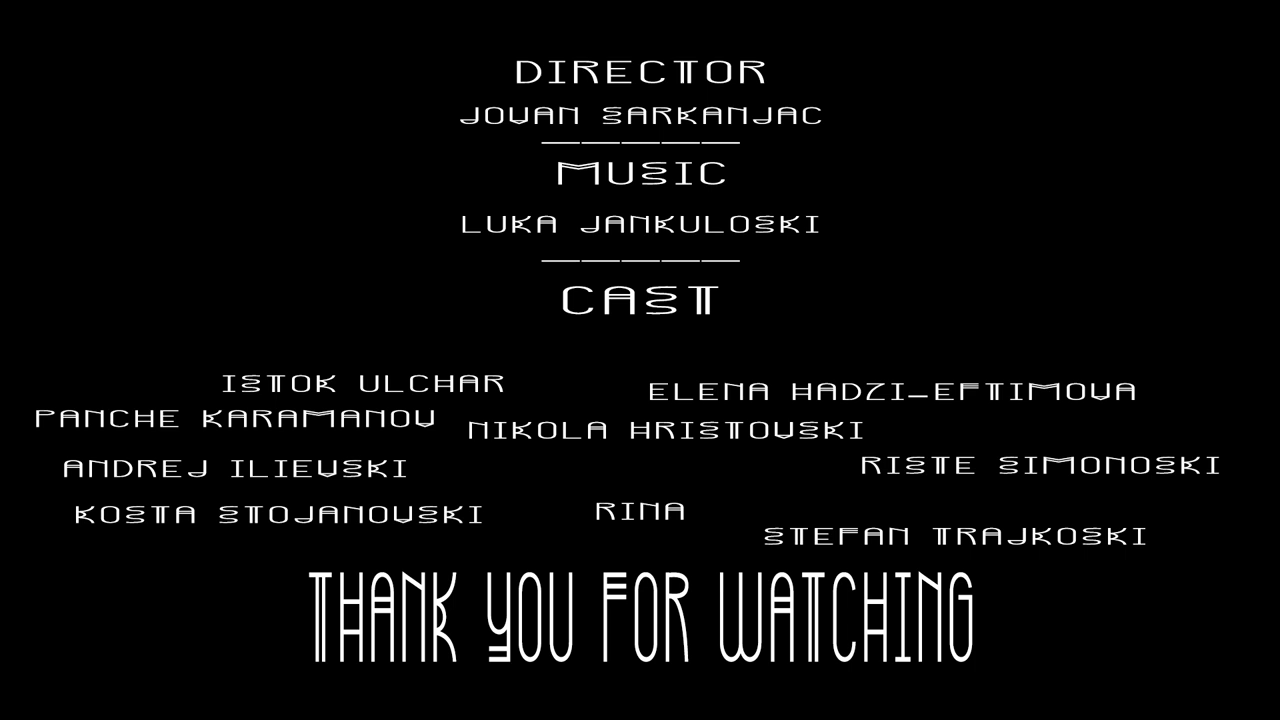 DIRECTOR
JOVAN SARKANJAC
MUSIC
LUKA JANKULOSKI
CAST
ISTOK ULCHAR
ELENA HADZI-EFTIMOVA
PANCHE KARAMANOV
NIKOLA HRISTOVSKI
ANDREJ ILIEVSKI
RISTE SIMONOSKI
KOSTA STOJANOVSKI
RINA
STEFAN TRAJKOSKI
THANK YOU FOR WATCHING